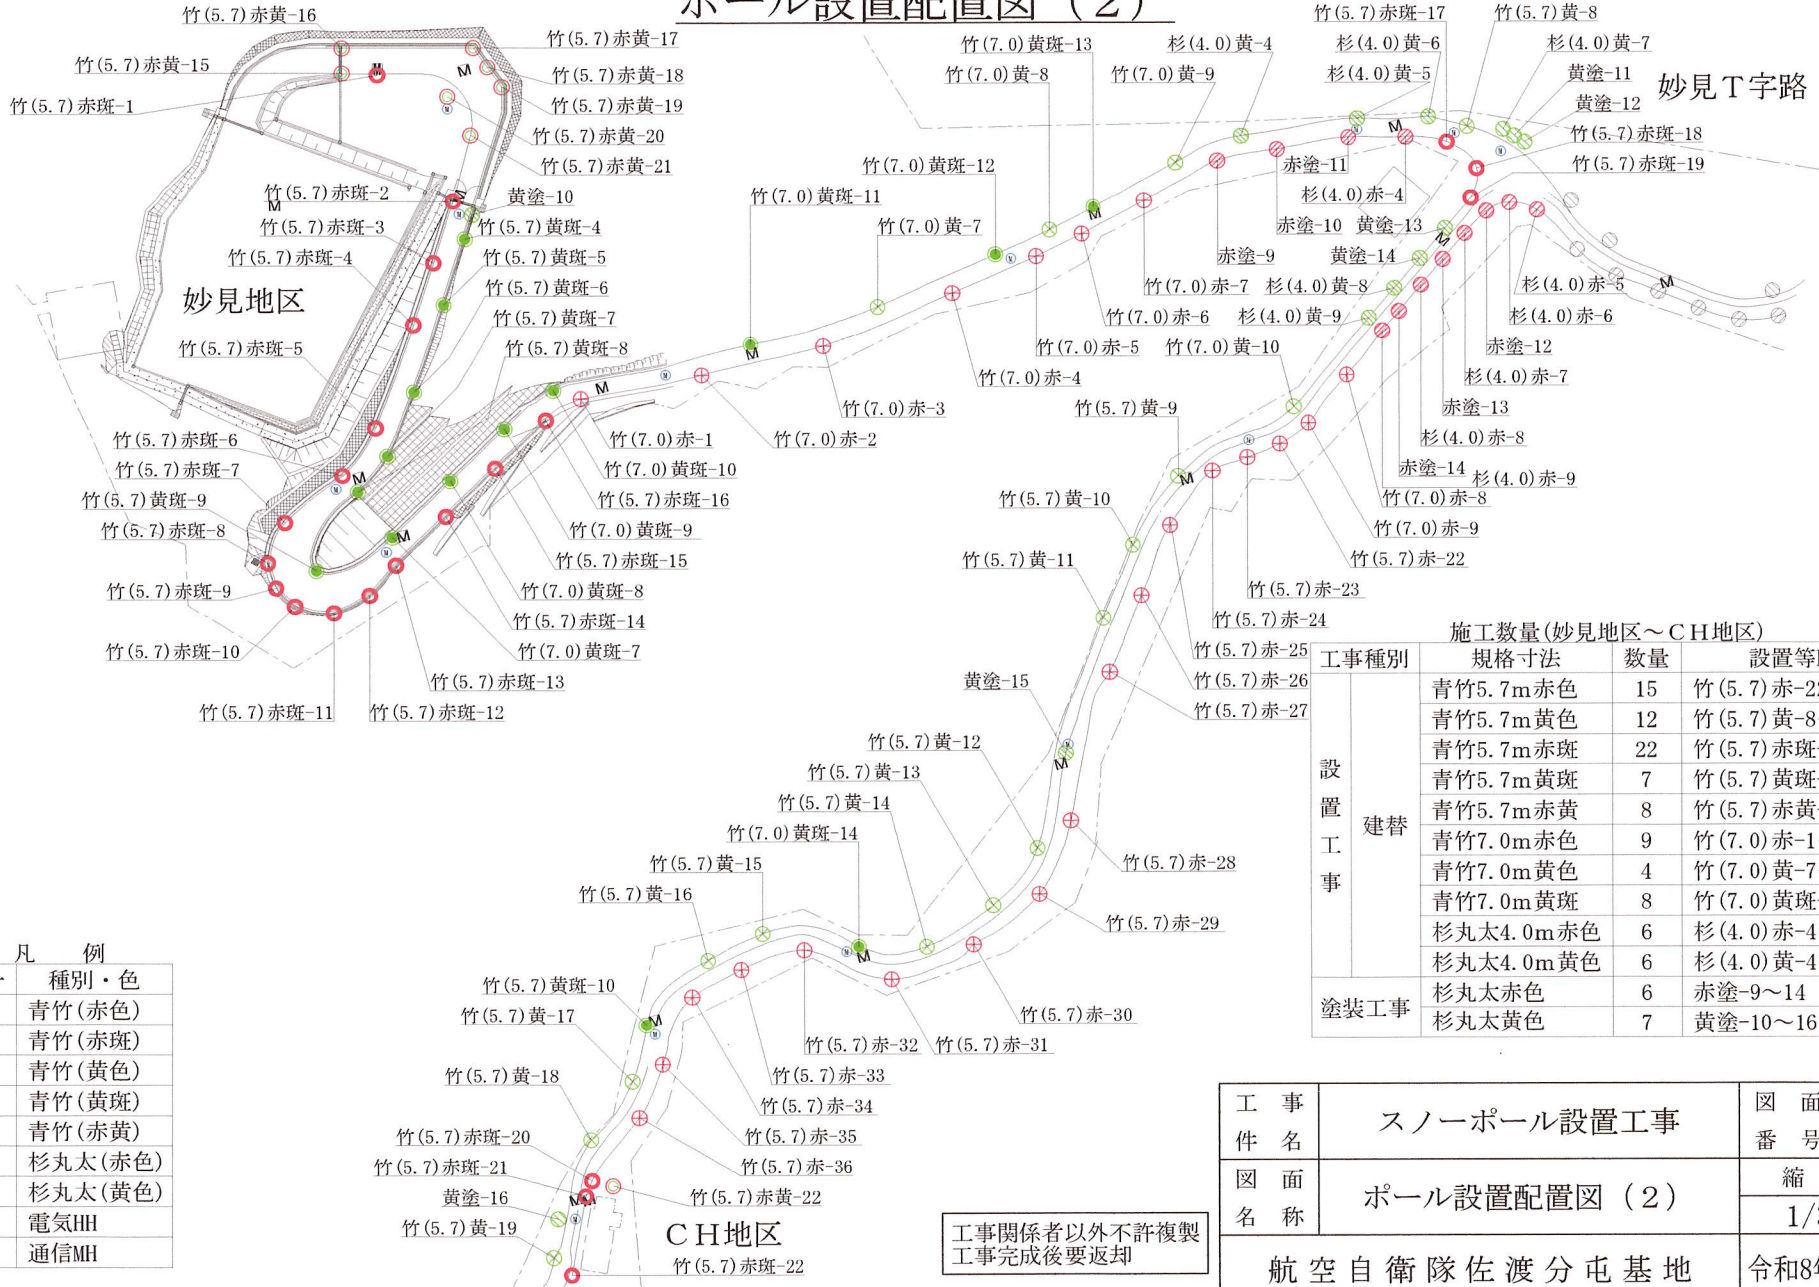 ポール設置配置図（2）
竹(5.7)赤黄-16
竹(5.7)赤黄-15
竹(5.7)赤斑-1
竹(5.7)赤黄-17
竹(5.7)赤黄-18
竹(5.7)赤黄-19
竹(5.7)赤黄-20
竹(5.7)赤黄-21
黄塗-10
竹(5.7)赤斑-2
竹(5.7)赤斑-3
竹(5.7)赤斑-4
妙見地区
竹(5.7)赤斑-5
竹(5.7)黄斑-4
竹(5.7)黄斑-5
竹(5.7)黄斑-6
竹(5.7)黄斑-7
竹(5.7)黄斑-8
竹(5.7)赤斑-6
竹(5.7)赤斑-7
竹(5.7)黄斑-9
竹(5.7)赤斑-8
竹(5.7)赤斑-9
竹(5.7)赤斑-10
竹(5.7)赤斑-11
竹(5.7)赤斑-12
竹(5.7)赤斑-13
竹(7.0)黄斑-7
竹(5.7)赤斑-14
竹(7.0)黄斑-8
竹(5.7)赤斑-15
竹(7.0)黄斑-9
竹(5.7)赤斑-16
竹(7.0)黄斑-10
竹(7.0)赤-1
竹(7.0)赤-2
竹(7.0)赤-3
竹(7.0)赤-4
竹(7.0)赤-5
竹(7.0)赤-6
竹(7.0)赤-7
竹(7.0)黄斑-11
竹(7.0)黄-7
竹(7.0)黄斑-12
竹(7.0)黄-8
竹(7.0)黄斑-13
竹(7.0)黄-9
杉(4.0)黄-4
杉(4.0)黄-5
杉(4.0)黄-6
竹(5.7)赤斑-17
竹(5.7)黄-8
杉(4.0)黄-7
黄塗-11
黄塗-12
妙見T字路
竹(5.7)赤斑-18
竹(5.7)赤斑-19
赤塗-9
赤塗-10
赤塗-11
杉(4.0)赤-4
黄塗-13
黄塗-14
杉(4.0)黄-8
杉(4.0)黄-9
竹(7.0)黄-10
杉(4.0)赤-5
杉(4.0)赤-6
赤塗-12
杉(4.0)赤-7
赤塗-13
杉(4.0)赤-8
赤塗-14
杉(4.0)赤-9
竹(7.0)赤-8
竹(7.0)赤-9
竹(5.7)赤-22
竹(5.7)赤-23
竹(5.7)赤-24
竹(5.7)赤-25
竹(5.7)赤-26
竹(5.7)赤-27
竹(5.7)黄-9
竹(5.7)黄-10
竹(5.7)黄-11
黄塗-15
竹(5.7)黄-12
竹(5.7)黄-13
竹(5.7)黄-14
竹(7.0)黄斑-14
竹(5.7)黄-15
竹(5.7)黄-16
竹(5.7)赤-28
竹(5.7)赤-29
竹(5.7)赤-30
竹(5.7)赤-31
竹(5.7)赤-32
竹(5.7)赤-33
竹(5.7)赤-34
竹(5.7)赤-35
竹(5.7)赤-36
竹(5.7)黄斑-10
竹(5.7)黄-17
竹(5.7)黄-18
竹(5.7)赤斑-20
竹(5.7)赤斑-21
黄塗-16
竹(5.7)黄-19
竹(5.7)赤黄-22
CH地区
竹(5.7)赤斑-22
凡 例
種別・色
青竹(赤色)
青竹(赤斑)
青竹(黄色)
青竹(黄斑)
青竹(赤黄)
杉丸太(赤色)
杉丸太(黄色)
電気HH
通信MH
施工数量(妙見地区～CH地区)
工事種別 規格寸法 数量 設置等
設置工事 建替
青竹5.7m赤色 15 竹(5.7)赤-22
青竹5.7m黄色 12 竹(5.7)黄-8
青竹5.7m赤斑 22 竹(5.7)赤斑
青竹5.7m黄斑 7 竹(5.7)黄斑
青竹5.7m赤黄 8 竹(5.7)赤黄
青竹7.0m赤色 9 竹(7.0)赤-1
青竹7.0m黄色 4 竹(7.0)黄-7
青竹7.0m黄斑 8 竹(7.0)黄斑
杉丸太4.0m赤色 6 杉(4.0)赤-4
杉丸太4.0m黄色 6 杉(4.0)黄-4
塗装工事
杉丸太赤色 6 赤塗-9～14
杉丸太黄色 7 黄塗-10～16
工事関係者以外不許複製
工事完成後要返却
工事件名 スノーポール設置工事 図面番号
図面名称 ポール設置配置図（2） 縮
1/
航空自衛隊佐渡分屯基地 令和8